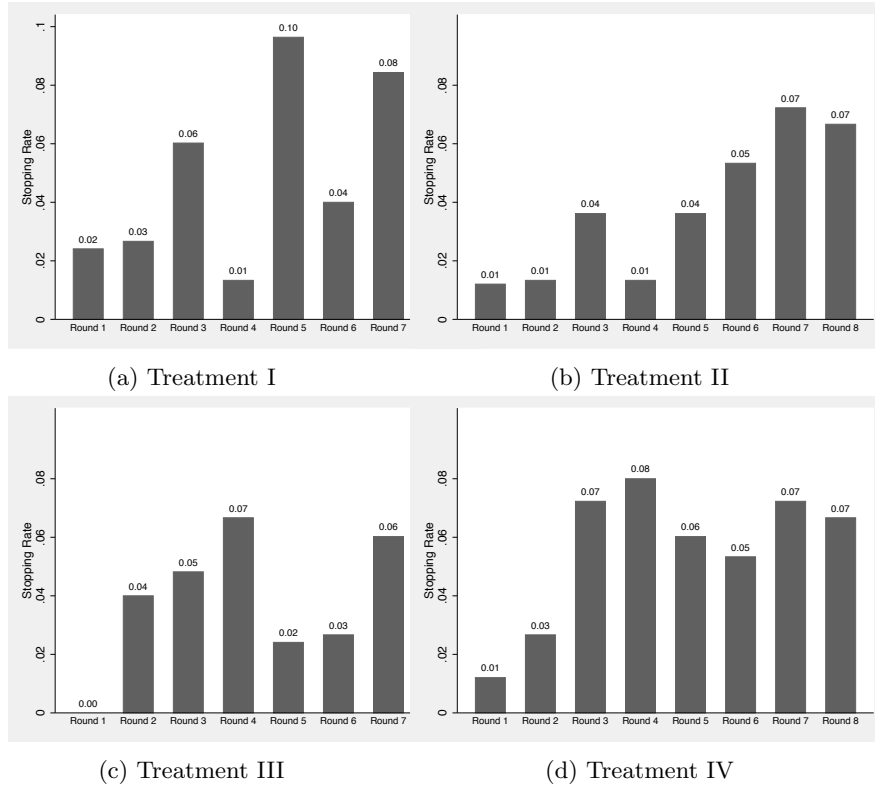 Stopping Rate
0 .02 .04 .06 .08 .1
0.02 0.03 0.06 0.01 0.10 0.04 0.08
Round 1 Round 2 Round 3 Round 4 Round 5 Round 6 Round 7
(a) Treatment I
Stopping Rate
0 .02 .04 .06 .08
0.01 0.01 0.04 0.01 0.04 0.05 0.07 0.07
Round 1 Round 2 Round 3 Round 4 Round 5 Round 6 Round 7 Round 8
(b) Treatment II
Stopping Rate
0 .02 .04 .06 .08
0.00 0.04 0.05 0.07 0.02 0.03 0.06
Round 1 Round 2 Round 3 Round 4 Round 5 Round 6 Round 7
(c) Treatment III
Stopping Rate
0 .02 .04 .06 .08
0.01 0.03 0.07 0.08 0.06 0.05 0.07 0.07
Round 1 Round 2 Round 3 Round 4 Round 5 Round 6 Round 7 Round 8
(d) Treatment IV